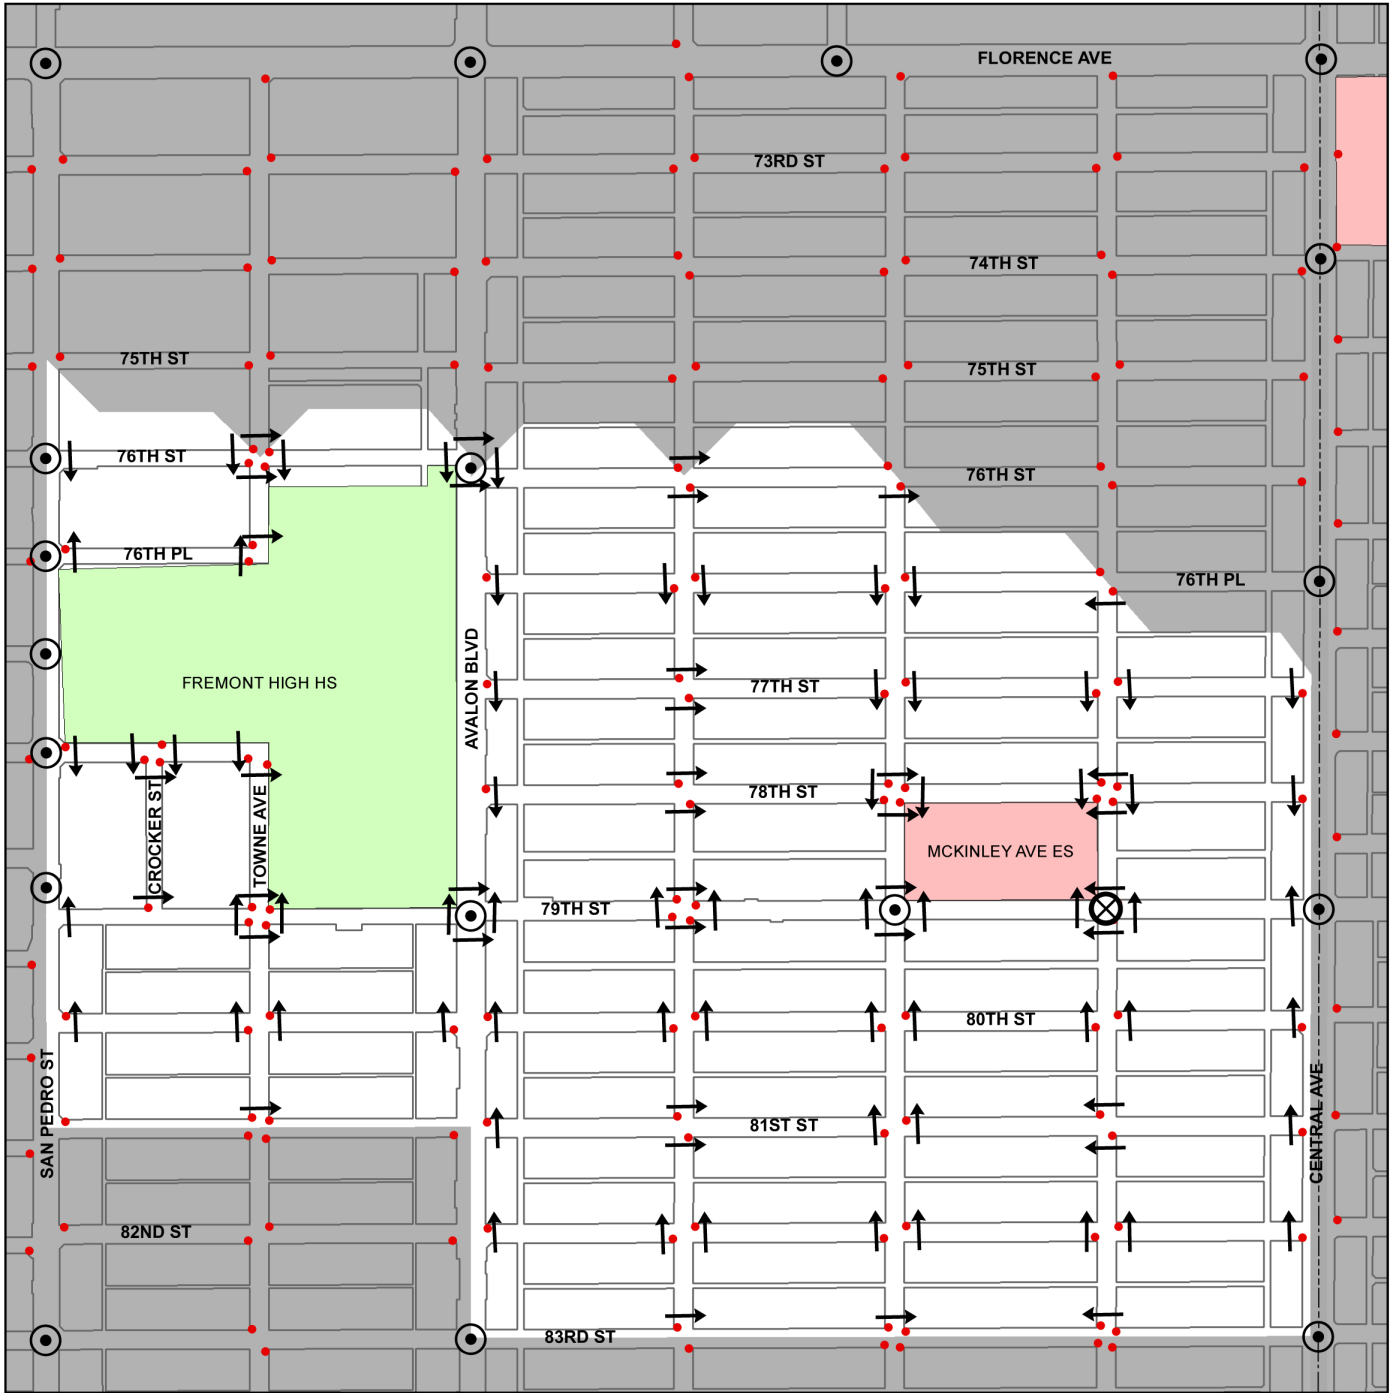 FLORENCE AVE
73RD ST
74TH ST
75TH ST
75TH ST
76TH ST
76TH ST
76TH PL
76TH PL
AVALON BLVD
FREMONT HIGH HS
77TH ST
78TH ST
CROCKER ST
TOWNE AVE
MCKINLEY AVE ES
79TH ST
80TH ST
SAN PEDRO ST
CENTRAL AVE
81ST ST
82ND ST
83RD ST